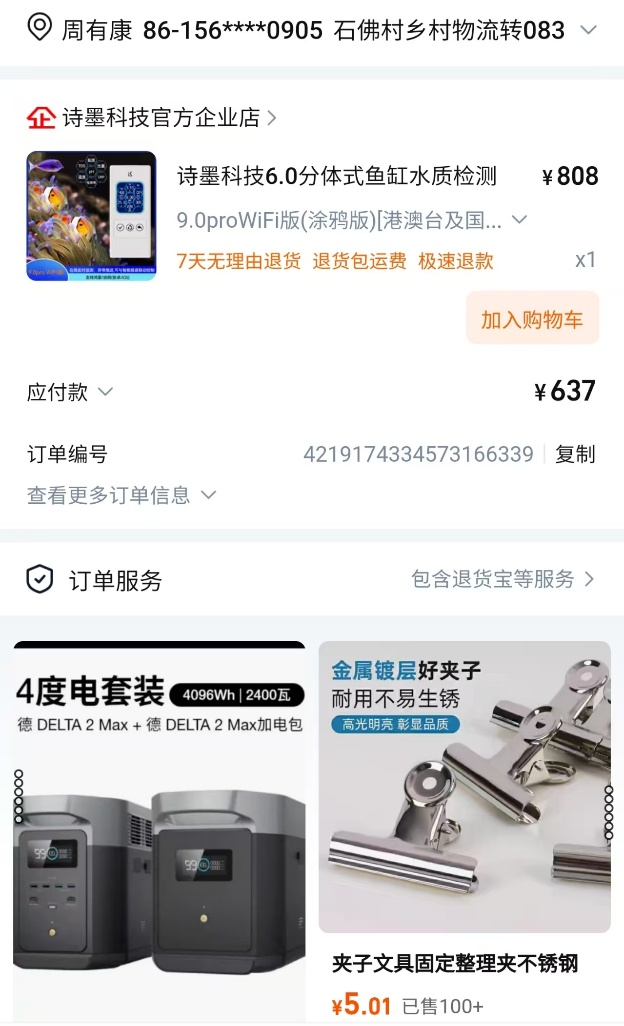 周有康 86-156****0905 石佛村乡村物流转083
企 诗墨科技官方企业店
诗墨科技6.0分体式鱼缸水质检测 ¥808
9.0proWiFi版(涂鸦版)[港澳台及国...
7天无理由退货 退货包运费 极速退款 x1
加入购物车
应付款 ¥637
订单编号 4219174334573166339 复制
查看更多订单信息
订单服务 包含退货宝等服务
4度电套装 4096Wh | 2400瓦
德 DELTA 2 Max + 德 DELTA 2 Max加电包
金属镀层好夹子
耐用不易生锈
高光明亮 彰显品质
夹子文具固定整理夹不锈钢
¥5.01 已售100+